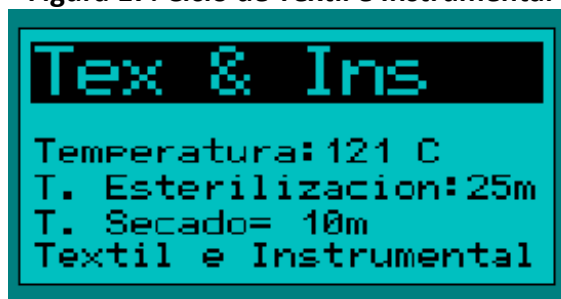 Tex & Ins
Temperatura:121 C
T. Esterilizacion:25m
T. Secado= 10m
Textil e Instrumental